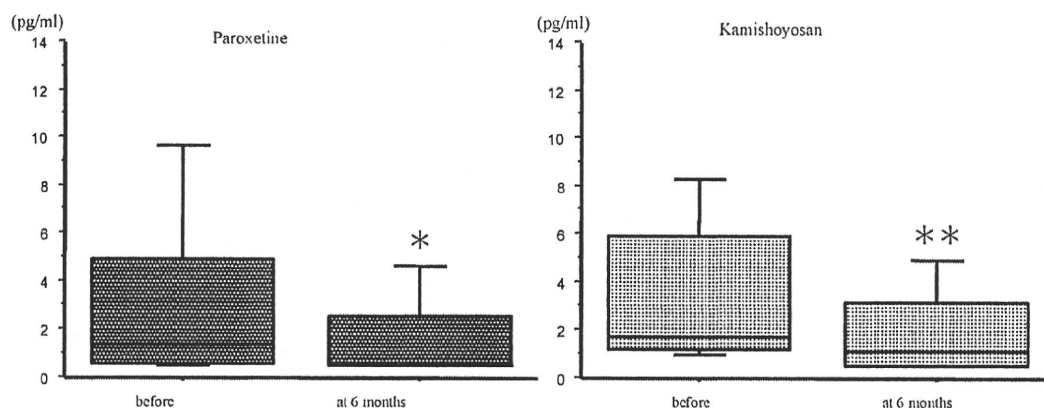 (pg/ml)
Paroxetine
14
12
10
8
6
4
2
0
*
before
at 6 months
(pg/ml)
Kamishoyosan
14
12
10
8
6
4
2
0
**
before
at 6 months